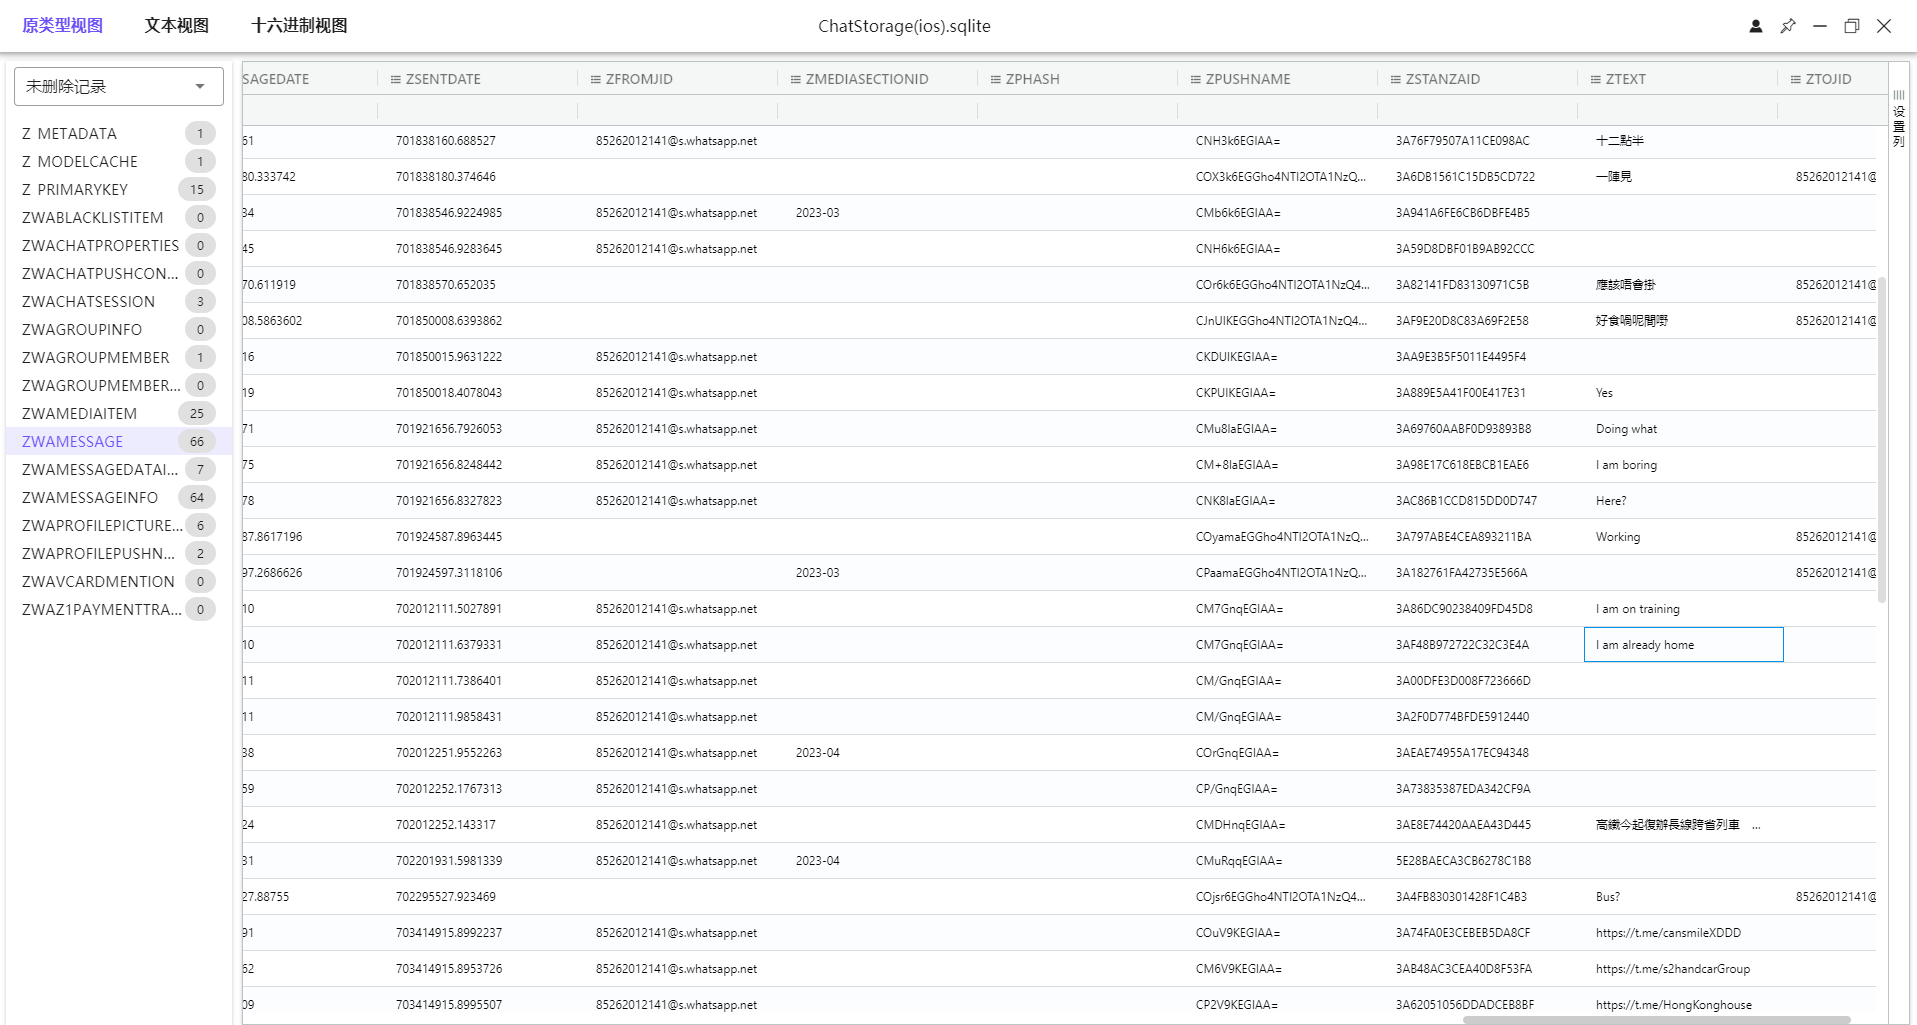 原类型视图 文本视图 十六进制视图 ChatStorage(ios).sqlite
未删除记录
Z METADATA 1
Z MODELCACHE 1
Z PRIMARYKEY 15
ZWABLACKLISTITEM 0
ZWACHATPROPERTIES 0
ZWACHATPUSHCON... 0
ZWACHATSESSION 3
ZWAGROUPINFO 0
ZWAGROUPMEMBER 1
ZWAGROUPMEMBER... 0
ZWAMEDIAITEM 25
ZWAMESSAGE 66
ZWAMESSAGEDATAI... 7
ZWAMESSAGEINFO 64
ZWAPROFILEPICTURE... 6
ZWAPROFILEPUSHN... 2
ZWAVCARDMENTION 0
ZWAZ1PAYMENTTRA... 0
SAGEDATE ZSENTDATE ZFROMJID ZMEDIASECTIONID ZPHASH ZPUSHNAME ZSTANZAID ZTEXT ZTOJID
61 701838160.688527 85262012141@s.whatsapp.net CNH3k6EGIAA= 3A76F79507A11CE098AC 十二點半
80.333742 701838180.374646 COX3k6EGGho4NTI2OTA1NzQ... 3A6DB1561C15DB5CD722 一陣見 85262012141@
34 701838546.9224985 85262012141@s.whatsapp.net 2023-03 CMb6k6EGIAA= 3A941A6FE6CB6DBFE4B5
45 701838546.9283645 85262012141@s.whatsapp.net CNH6k6EGIAA= 3A59D8DBF01B9AB92CCC
70.611919 701838570.652035 COr6k6EGGho4NTI2OTA1NzQ4... 3A82141FD83130971C5B 應該唔會掛 85262012141@
08.5863602 701850008.6393862 CJnUlKEGGho4NTI2OTA1NzQ4... 3AF9E20D8C83A69F2E58 好食喎呢間嘢 85262012141@
16 701850015.9631222 85262012141@s.whatsapp.net CKDUlKEGIAA= 3AA9E3B5F5011E4495F4
19 701850018.4078043 85262012141@s.whatsapp.net CKPUlKEGIAA= 3A889E5A41F00E417E31 Yes
71 701921656.7926053 85262012141@s.whatsapp.net CMu8laEGIAA= 3A69760AABF0D93893B8 Doing what
75 701921656.8248442 85262012141@s.whatsapp.net CM+8laEGIAA= 3A98E17C618EBCB1EAE6 I am boring
78 701921656.8327823 85262012141@s.whatsapp.net CNK8laEGIAA= 3AC86B1CCD815DD0D747 Here?
87.8617196 701924587.8963445 COyamaEGGho4NTI2OTA1NzQ... 3A797ABE4CEA893211BA Working 85262012141@
97.2686626 701924597.3118106 2023-03 CPaamaEGGho4NTI2OTA1NzQ... 3A182761FA42735E566A 85262012141@
10 702012111.5027891 85262012141@s.whatsapp.net CM7GnqEGIAA= 3A86DC90238409FD45D8 I am on training
10 702012111.6379331 85262012141@s.whatsapp.net CM7GnqEGIAA= 3AF48B972722C32C3E4A I am already home
11 702012111.7386401 85262012141@s.whatsapp.net CM/GnqEGIAA= 3A00DFE3D008F723666D
11 702012111.9858431 85262012141@s.whatsapp.net CM/GnqEGIAA= 3A2F0D774BFDE5912440
38 702012251.9552263 85262012141@s.whatsapp.net 2023-04 COrGnqEGIAA= 3AEAE74955A17EC94348
59 702012252.1767313 85262012141@s.whatsapp.net CP/GnqEGIAA= 3A73835387EDA342CF9A
24 702012252.143317 85262012141@s.whatsapp.net CMDHnqEGIAA= 3AE8E74420AAEA43D445 高鐵今起復辦長線跨省列車 ...
31 702201931.5981339 85262012141@s.whatsapp.net 2023-04 CMuRqqEGIAA= 5E28BAECA3CB6278C1B8
27.88755 702295527.923469 COjsr6EGGho4NTI2OTA1NzQ4... 3A4FB830301428F1C4B3 Bus? 85262012141@
91 703414915.8992237 85262012141@s.whatsapp.net COuV9KEGIAA= 3A74FA0E3CEBEB5DA8CF https://t.me/cansmileXDDD
62 703414915.8953726 85262012141@s.whatsapp.net CM6V9KEGIAA= 3AB48AC3CEA40D8F53FA https://t.me/s2handcarGroup
09 703414915.8995507 85262012141@s.whatsapp.net CP2V9KEGIAA= 3A62051056DDADCEB8BF https://t.me/HongKonghouse
设置列